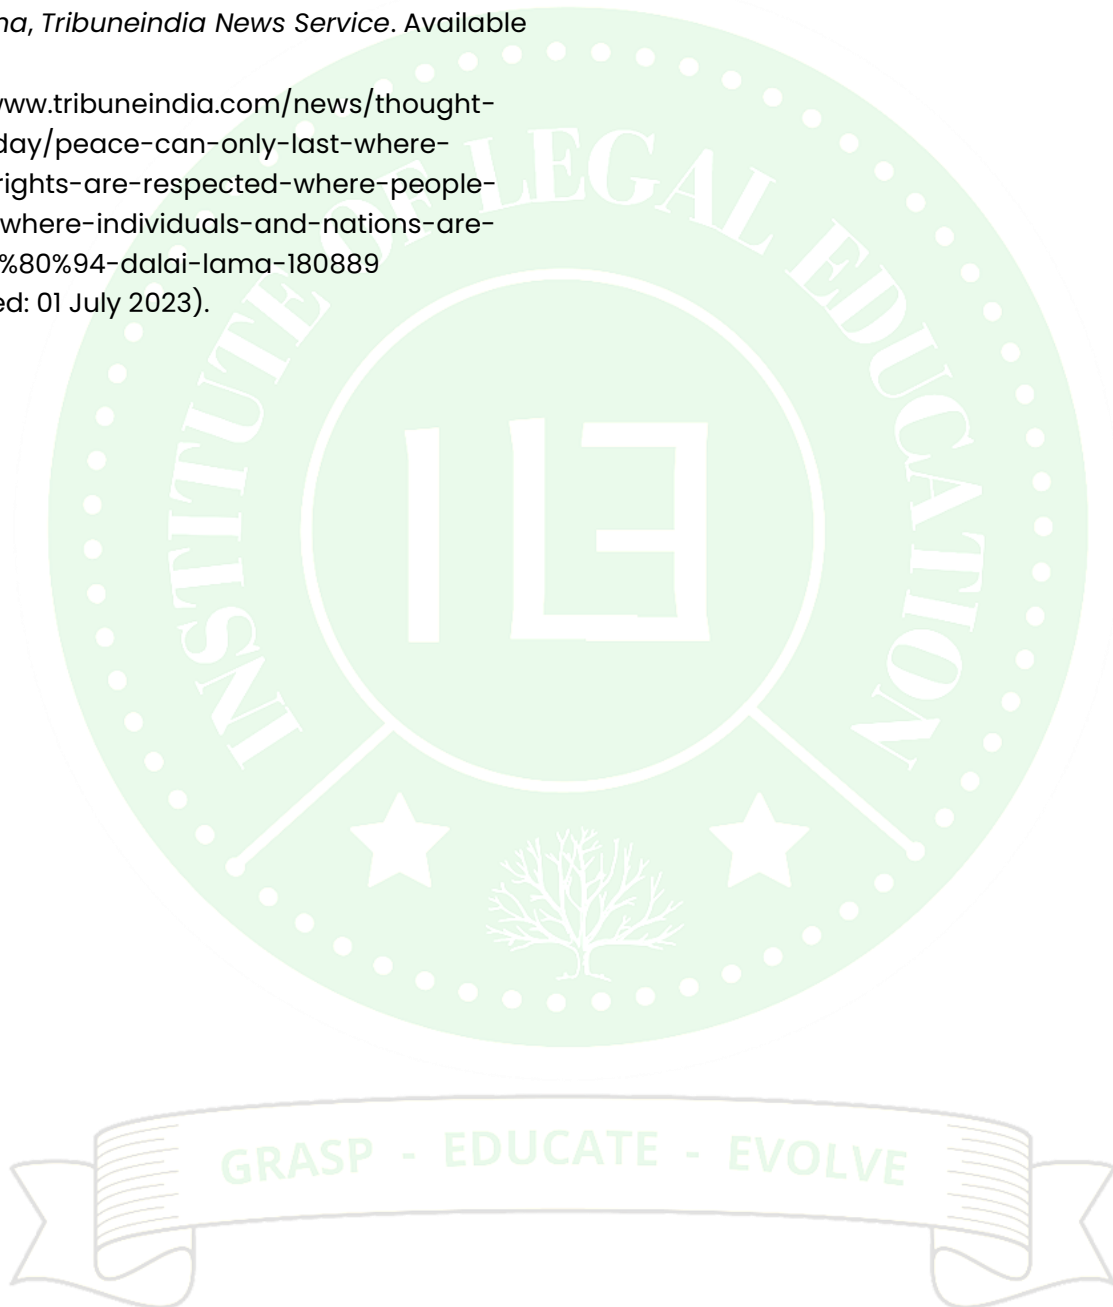 na, Tribuneindia News Service. Available
www.tribuneindia.com/news/thought-
day/peace-can-only-last-where-
rights-are-respected-where-people-
where-individuals-and-nations-are-
%80%94-dalai-lama-180889
ed: 01 July 2023).
INSTITUTE OF LEGAL EDUCATION
ILE
GRASP - EDUCATE - EVOLVE